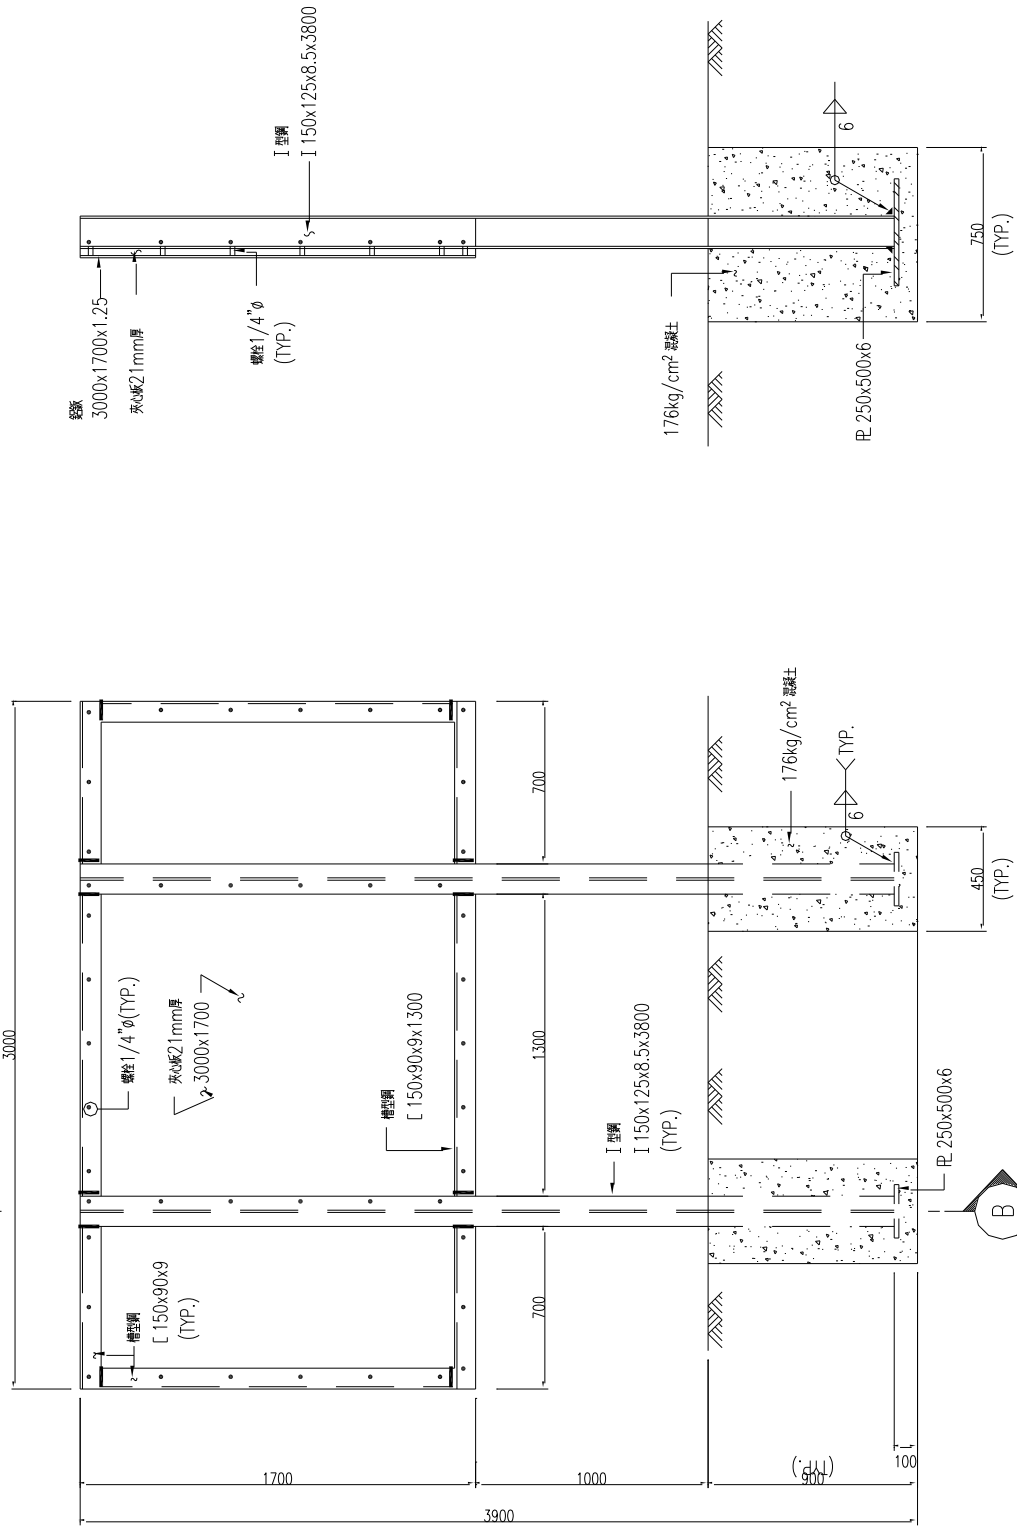 I 型鋼
I 150x125x8.5x3800
鋁鈑
3000x1700x1.25
夾心板21mm厚
螺栓1/4"ø
(TYP.)
176kg/cm² 混凝土
6
PL 250x500x6
750
(TYP.)
3000
螺栓1/4"ø(TYP.)
夾心板21mm厚
3000x1700
槽型鋼
[ 150x90x9x1300
槽型鋼
[ 150x90x9
(TYP.)
700
1300
700
I 型鋼
I 150x125x8.5x3800
(TYP.)
176kg/cm² 混凝土
TYP.
6
450
(TYP.)
PL 250x500x6
B
1700
1000
900
(TYP.)
100
3900